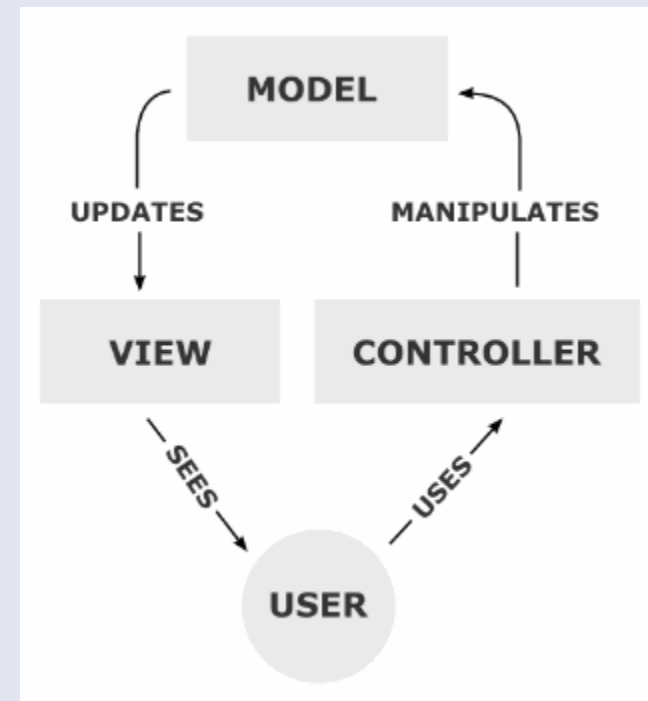 MODEL
UPDATES
MANIPULATES
VIEW
CONTROLLER
SEES
USES
USER